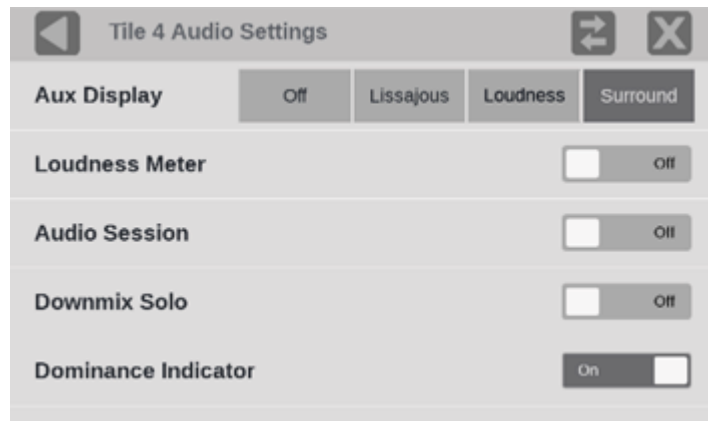 Tile 4 Audio Settings
Aux Display Off Lissajous Loudness Surround
Loudness Meter Off
Audio Session Off
Downmix Solo Off
Dominance Indicator On